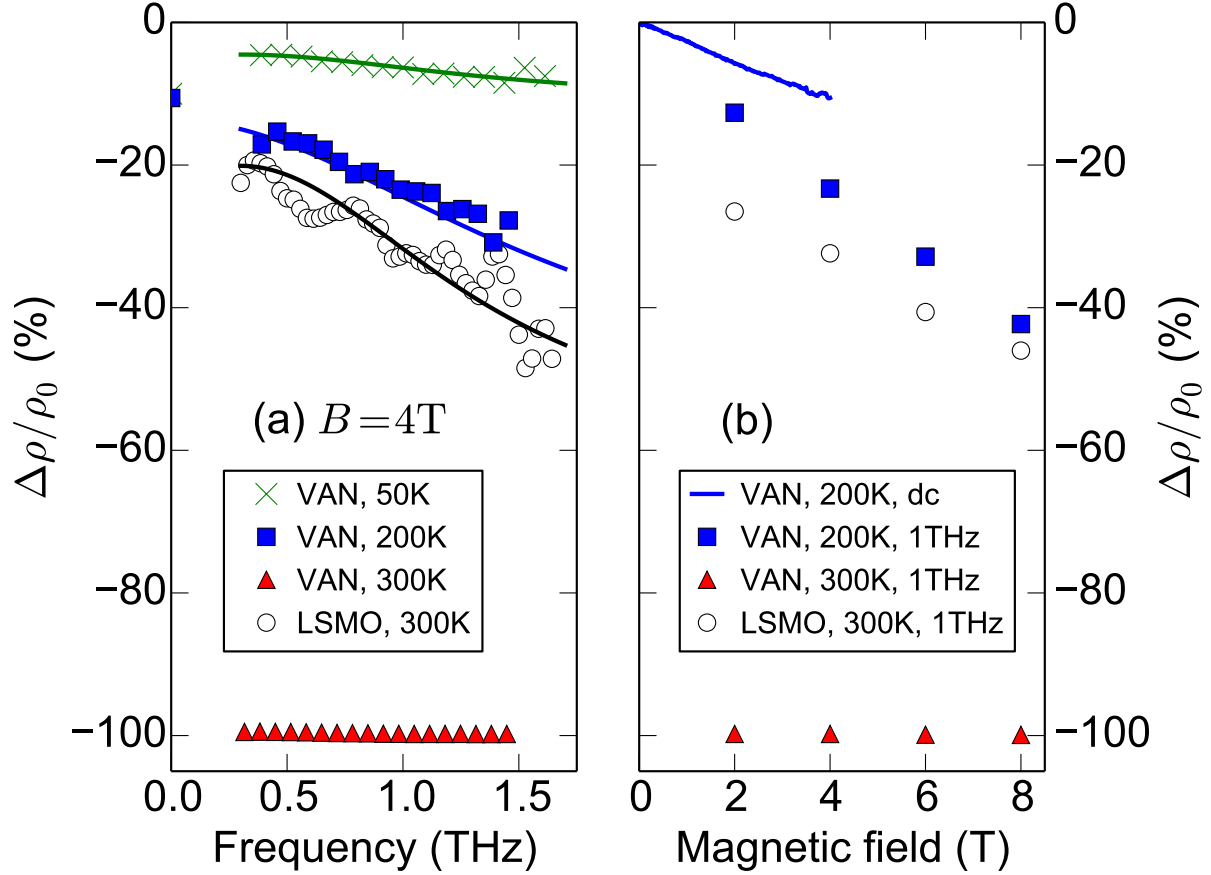 0
−20
−40
−60
−80
−100
Δρ/ρ₀ (%)
(a) B=4T
VAN, 50K
VAN, 200K
VAN, 300K
LSMO, 300K
0.0 0.5 1.0 1.5
Frequency (THz)
(b)
VAN, 200K, dc
VAN, 200K, 1THz
VAN, 300K, 1THz
LSMO, 300K, 1THz
0 2 4 6 8
Magnetic field (T)
0
−20
−40
−60
−80
−100
Δρ/ρ₀ (%)